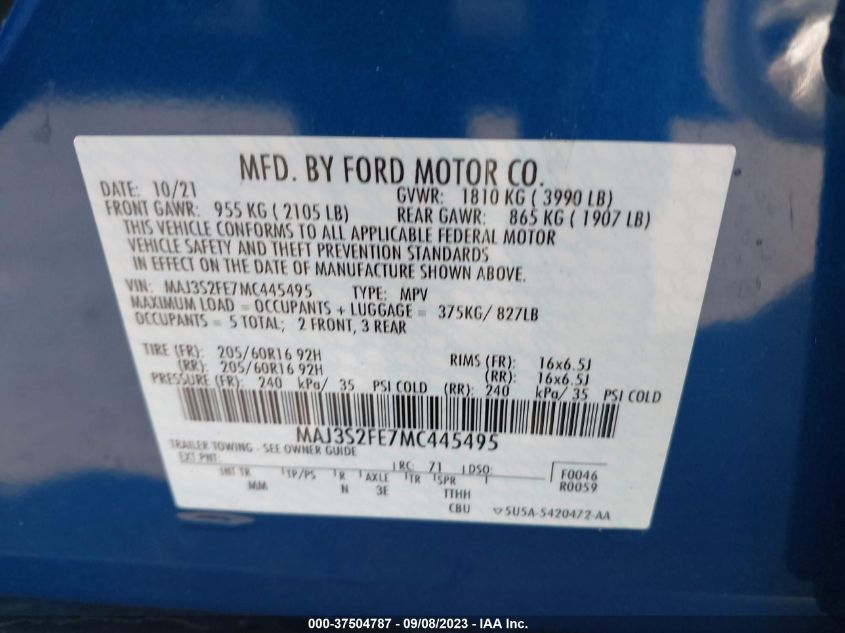 MFD. BY FORD MOTOR CO.
DATE: 10/21 GVWR: 1810 KG ( 3990 LB)
FRONT GAWR: 955 KG ( 2105 LB) REAR GAWR: 865 KG ( 1907 LB)
THIS VEHICLE CONFORMS TO ALL APPLICABLE FEDERAL MOTOR
VEHICLE SAFETY AND THEFT PREVENTION STANDARDS
IN EFFECT ON THE DATE OF MANUFACTURE SHOWN ABOVE.
VIN: MAJ3S2FE7MC445495 TYPE: MPV
MAXIMUM LOAD = OCCUPANTS + LUGGAGE = 375KG/ 827LB
OCCUPANTS = 5 TOTAL; 2 FRONT, 3 REAR
TIRE (FR): 205/60R16 92H RIMS (FR): 16x6.5J
(RR): 205/60R16 92H (RR): 16x6.5J
PRESSURE (FR): 240 kPa/ 35 PSI COLD (RR): 240 kPa/ 35 PSI COLD
MAJ3S2FE7MC445495
TRAILER TOWING - SEE OWNER GUIDE
EXT PNT: RC: 71 DSO: F0046
INT TR TP/PS R AXLE TR SPR R0059
MM N 3E TTHH
CBU 5U5A-5420472-AA
000-37504787 - 09/08/2023 - IAA Inc.